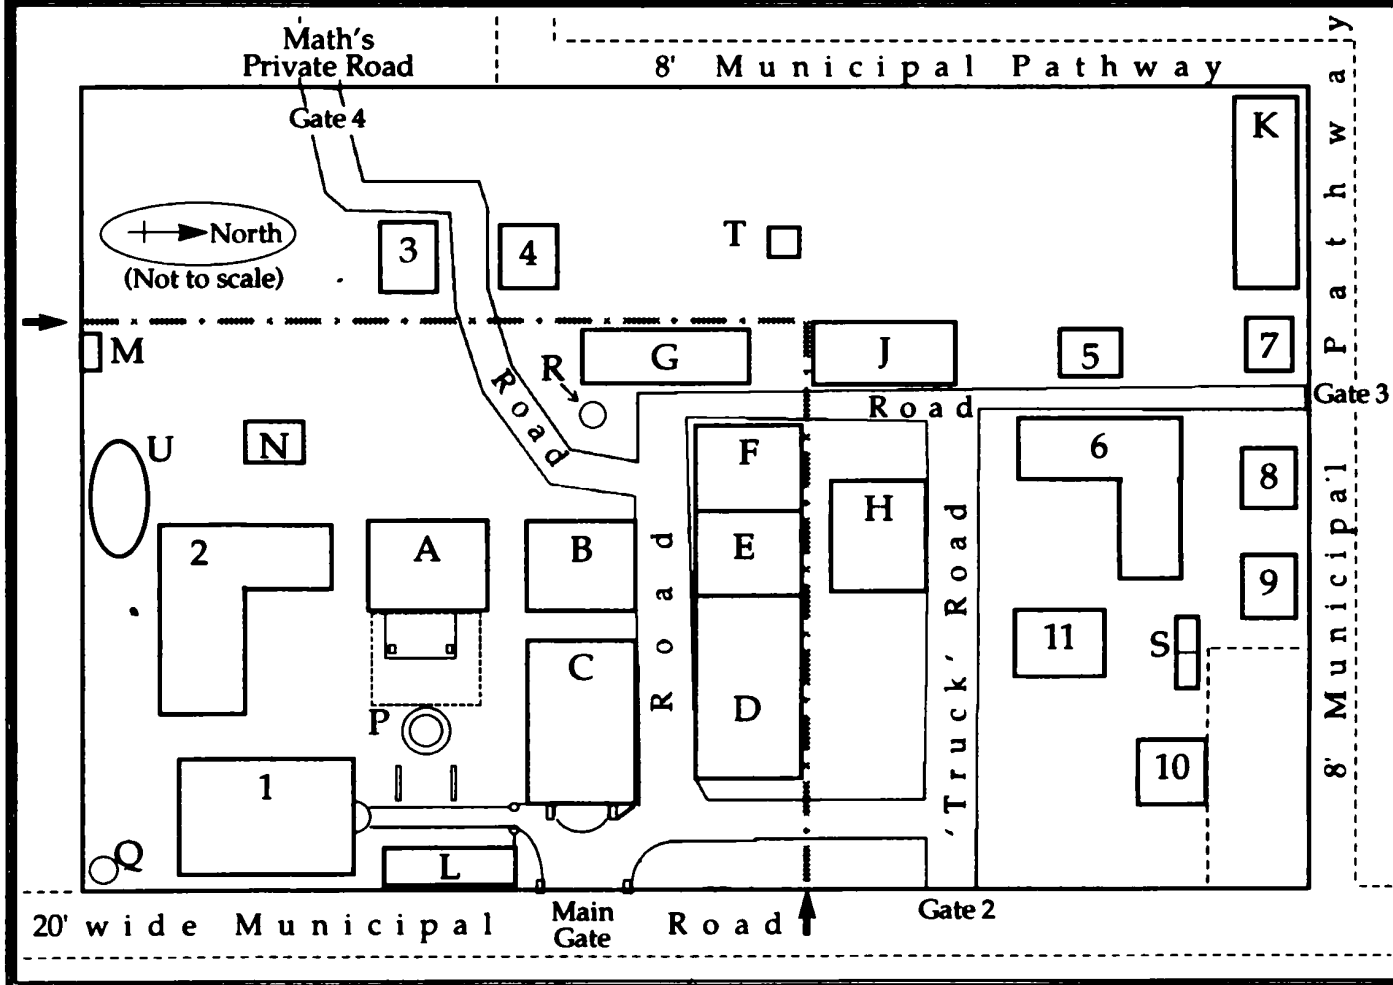 Math's
Private Road
8' Municipal Pathway
Gate 4
K
North
(Not to scale)
3
4
T
M
G
J
5
7
R
Road
Road
Gate 3
8' Municipal Pathway
U
N
F
6
8
2
A
B
E
H
9
Road
'Truck' Road
C
11
S
P
D
10
1
Q
L
20' wide Municipal Road
Main
Gate
Gate 2